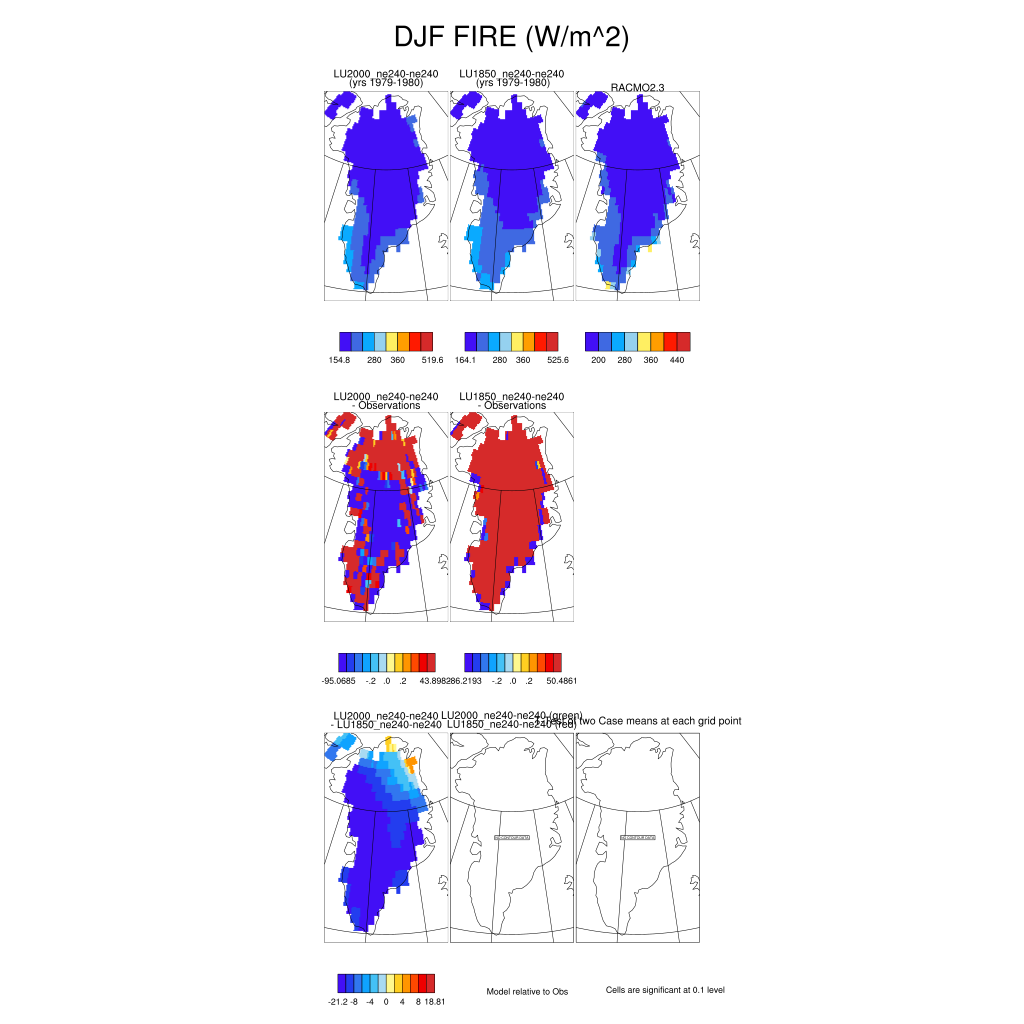 DJF FIRE (W/m^2)
LU2000_ne240-ne240
(yrs 1979-1980)
LU1850_ne240-ne240
(yrs 1979-1980)
RACMO2.3
154.8 280 360 519.6
164.1 280 360 525.6
200 280 360 440
LU2000_ne240-ne240
- Observations
LU1850_ne240-ne240
- Observations
-95.0685 -.2 .0 .2 43.8982
86.2193 -.2 .0 .2 50.4861
LU2000_ne240-ne240
- LU1850_ne240-ne240
LU2000_ne240-ne240 (green)
LU1850_ne240-ne240 (red)
of two Case means at each grid point
-21.2 -8 -4 0 4 8 18.81
Model relative to Obs
Cells are significant at 0.1 level